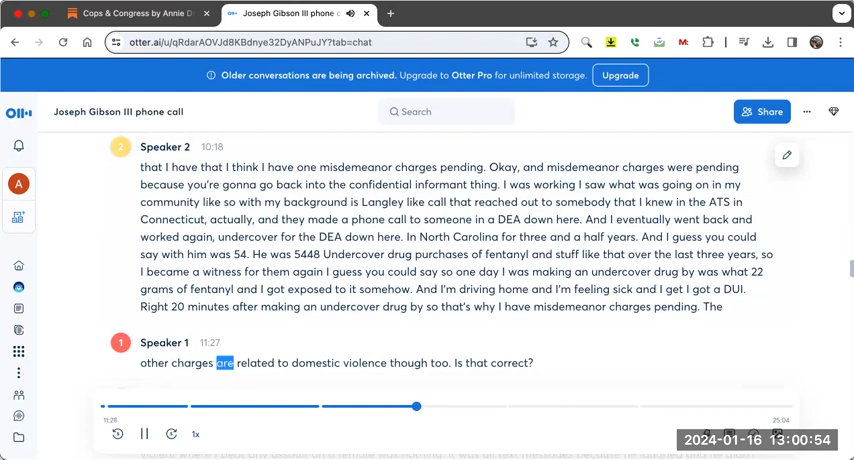 Cops & Congress by Annie D
Joseph Gibson III phone c
otter.ai/u/qRdarAOVJd8KBdnye32DyANPuJY?tab=chat
Older conversations are being archived. Upgrade to Otter Pro for unlimited storage.
Upgrade
Joseph Gibson III phone call
Search
Share
A
2 Speaker 2 10:18
that I have that I think I have one misdemeanor charges pending. Okay, and misdemeanor charges were pending
because you're gonna go back into the confidential informant thing. I was working I saw what was going on in my
community like so with my background is Langley like call that reached out to somebody that I knew in the ATS in
Connecticut, actually, and they made a phone call to someone in a DEA down here. And I eventually went back and
worked again, undercover for the DEA down here. In North Carolina for three and a half years. And I guess you could
say with him was 54. He was 5448 Undercover drug purchases of fentanyl and stuff like that over the last three years, so
I became a witness for them again I guess you could say so one day I was making an undercover drug by was what 22
grams of fentanyl and I got exposed to it somehow. And I'm driving home and I'm feeling sick and I get I got a DUI.
Right 20 minutes after making an undercover drug by so that's why I have misdemeanor charges pending. The
1 Speaker 1 11:27
other charges are related to domestic violence though too. Is that correct?
11:28
25:04
1x
2024-01-16 13:00:54